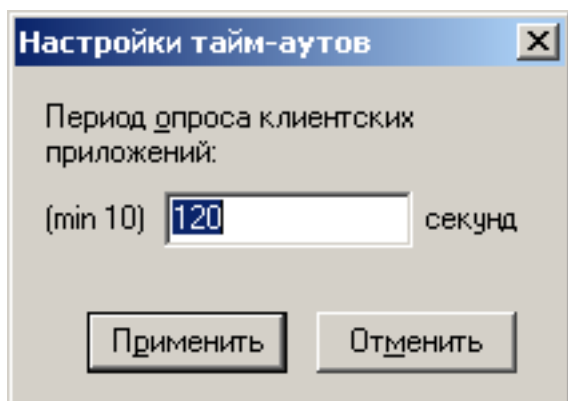 Настройки тайм-аутов
Период опроса клиентских
приложений:
(min 10) 120 секунд
Применить Отменить